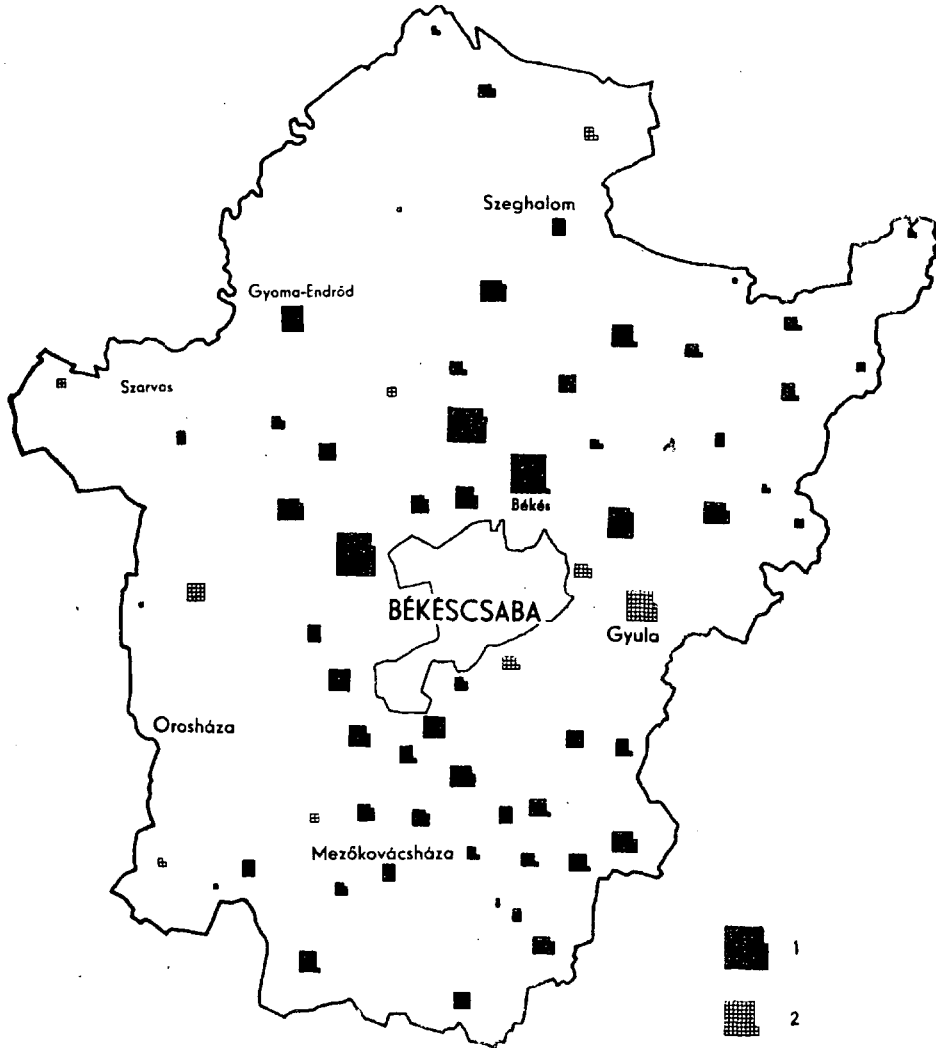 Szeghalom
Gyoma-Endrőd
Szarvas
Békés
BÉKÉSCSABA
Gyula
Orosháza
Mezőkovácsháza
1
2